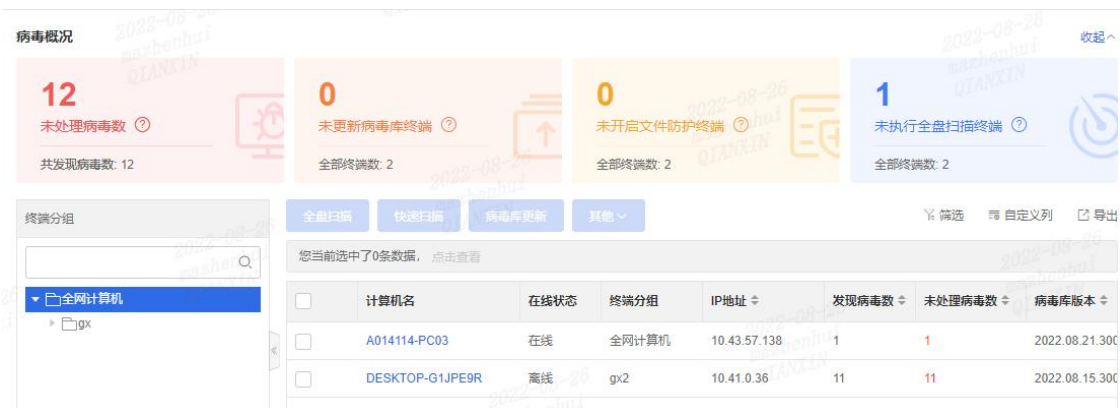 病毒概况
收起
12
未处理病毒数
共发现病毒数: 12
0
未更新病毒库终端
全部终端数: 2
0
未开启文件防护终端
全部终端数: 2
1
未执行全盘扫描终端
全部终端数: 2
终端分组
全网计算机
gx
全盘扫描 快速扫描 病毒库更新 其他
筛选 自定义列 导出
您当前选中了0条数据， 点击查看
计算机名 在线状态 终端分组 IP地址 发现病毒数 未处理病毒数 病毒库版本
A014114-PC03 在线 全网计算机 10.43.57.138 1 1 2022.08.21.300
DESKTOP-G1JPE9R 离线 gx2 10.41.0.36 11 11 2022.08.15.300
2022-08-26
mazhenhui
QIANXIN